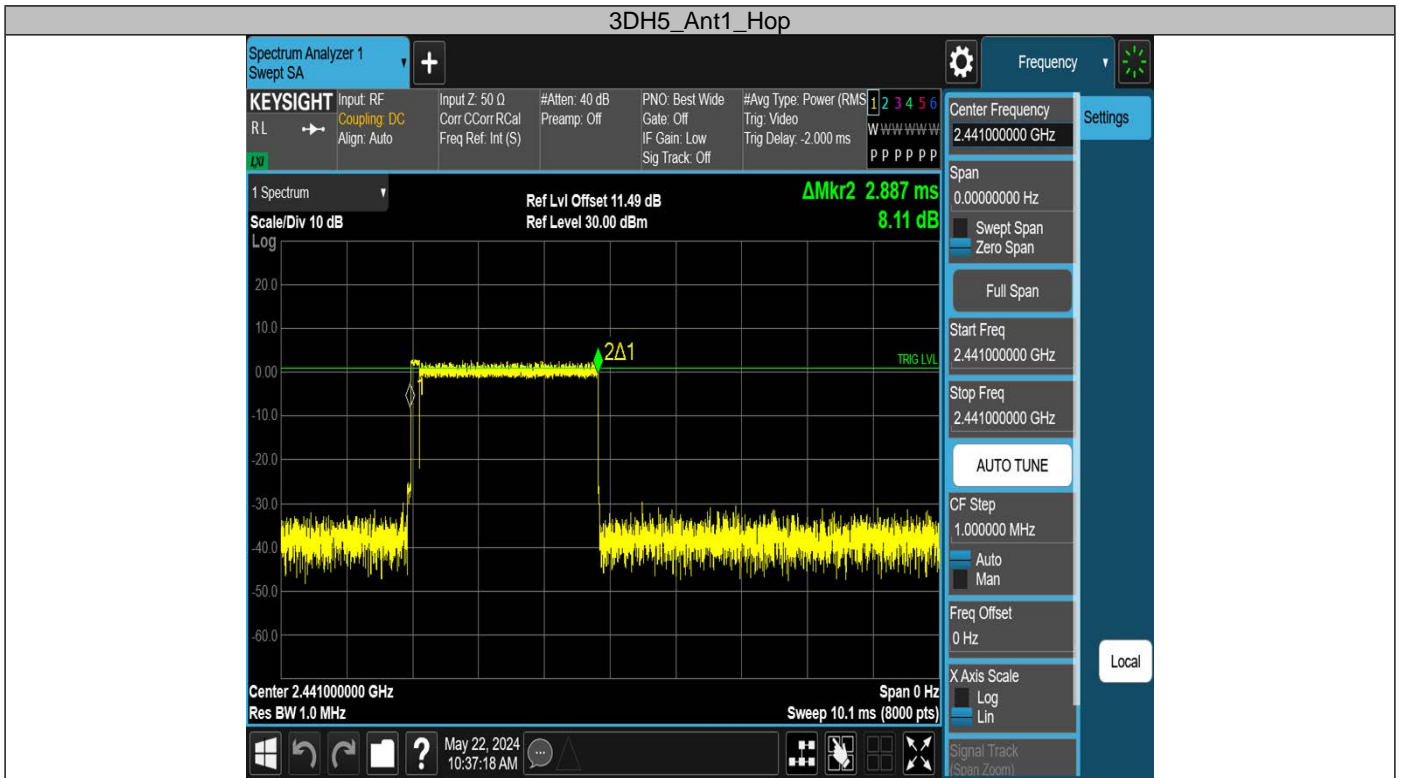 3DH5_Ant1_Hop
Spectrum Analyzer 1
Swept SA
+
Frequency
KEYSIGHT
RL
LXI
Input: RF
Coupling: DC
Align: Auto
Input Z: 50 Ω
Corr CCorr RCal
Freq Ref: Int (S)
#Atten: 40 dB
Preamp: Off
PNO: Best Wide
Gate: Off
IF Gain: Low
Sig Track: Off
#Avg Type: Power (RMS
Trig: Video
Trig Delay: -2.000 ms
1 2 3 4 5 6
W W W W W W
P P P P P P
1 Spectrum
Scale/Div 10 dB
Log
Ref Lvl Offset 11.49 dB
Ref Level 30.00 dBm
ΔMkr2 2.887 ms
8.11 dB
20.0
10.0
0.00
-10.0
-20.0
-30.0
-40.0
-50.0
-60.0
2Δ1
TRIG LVL
Center 2.441000000 GHz
Res BW 1.0 MHz
Span 0 Hz
Sweep 10.1 ms (8000 pts)
?
May 22, 2024
10:37:18 AM
Center Frequency
2.441000000 GHz
Settings
Span
0.00000000 Hz
Swept Span
Zero Span
Full Span
Start Freq
2.441000000 GHz
Stop Freq
2.441000000 GHz
AUTO TUNE
CF Step
1.000000 MHz
Auto
Man
Freq Offset
0 Hz
X Axis Scale
Log
Lin
Local
Signal Track
(Span Zoom)